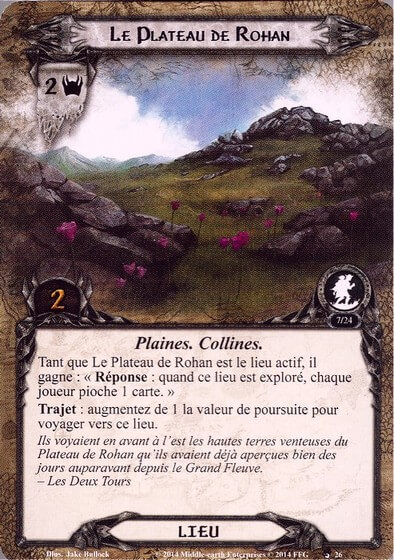 Le Plateau de Rohan
2
2
7/24
Plaines. Collines.
Tant que Le Plateau de Rohan est le lieu actif, il
gagne : « Réponse : quand ce lieu est exploré, chaque
joueur pioche 1 carte. »
Trajet : augmentez de 1 la valeur de poursuite pour
voyager vers ce lieu.
Ils voyaient en avant à l'est les hautes terres venteuses du
Plateau de Rohan qu'ils avaient déjà aperçues bien des
jours auparavant depuis le Grand Fleuve.
– Les Deux Tours
LIEU
Illus. Jake Bullock
© 2014 Middle-earth Enterprises © 2014 FFG
26